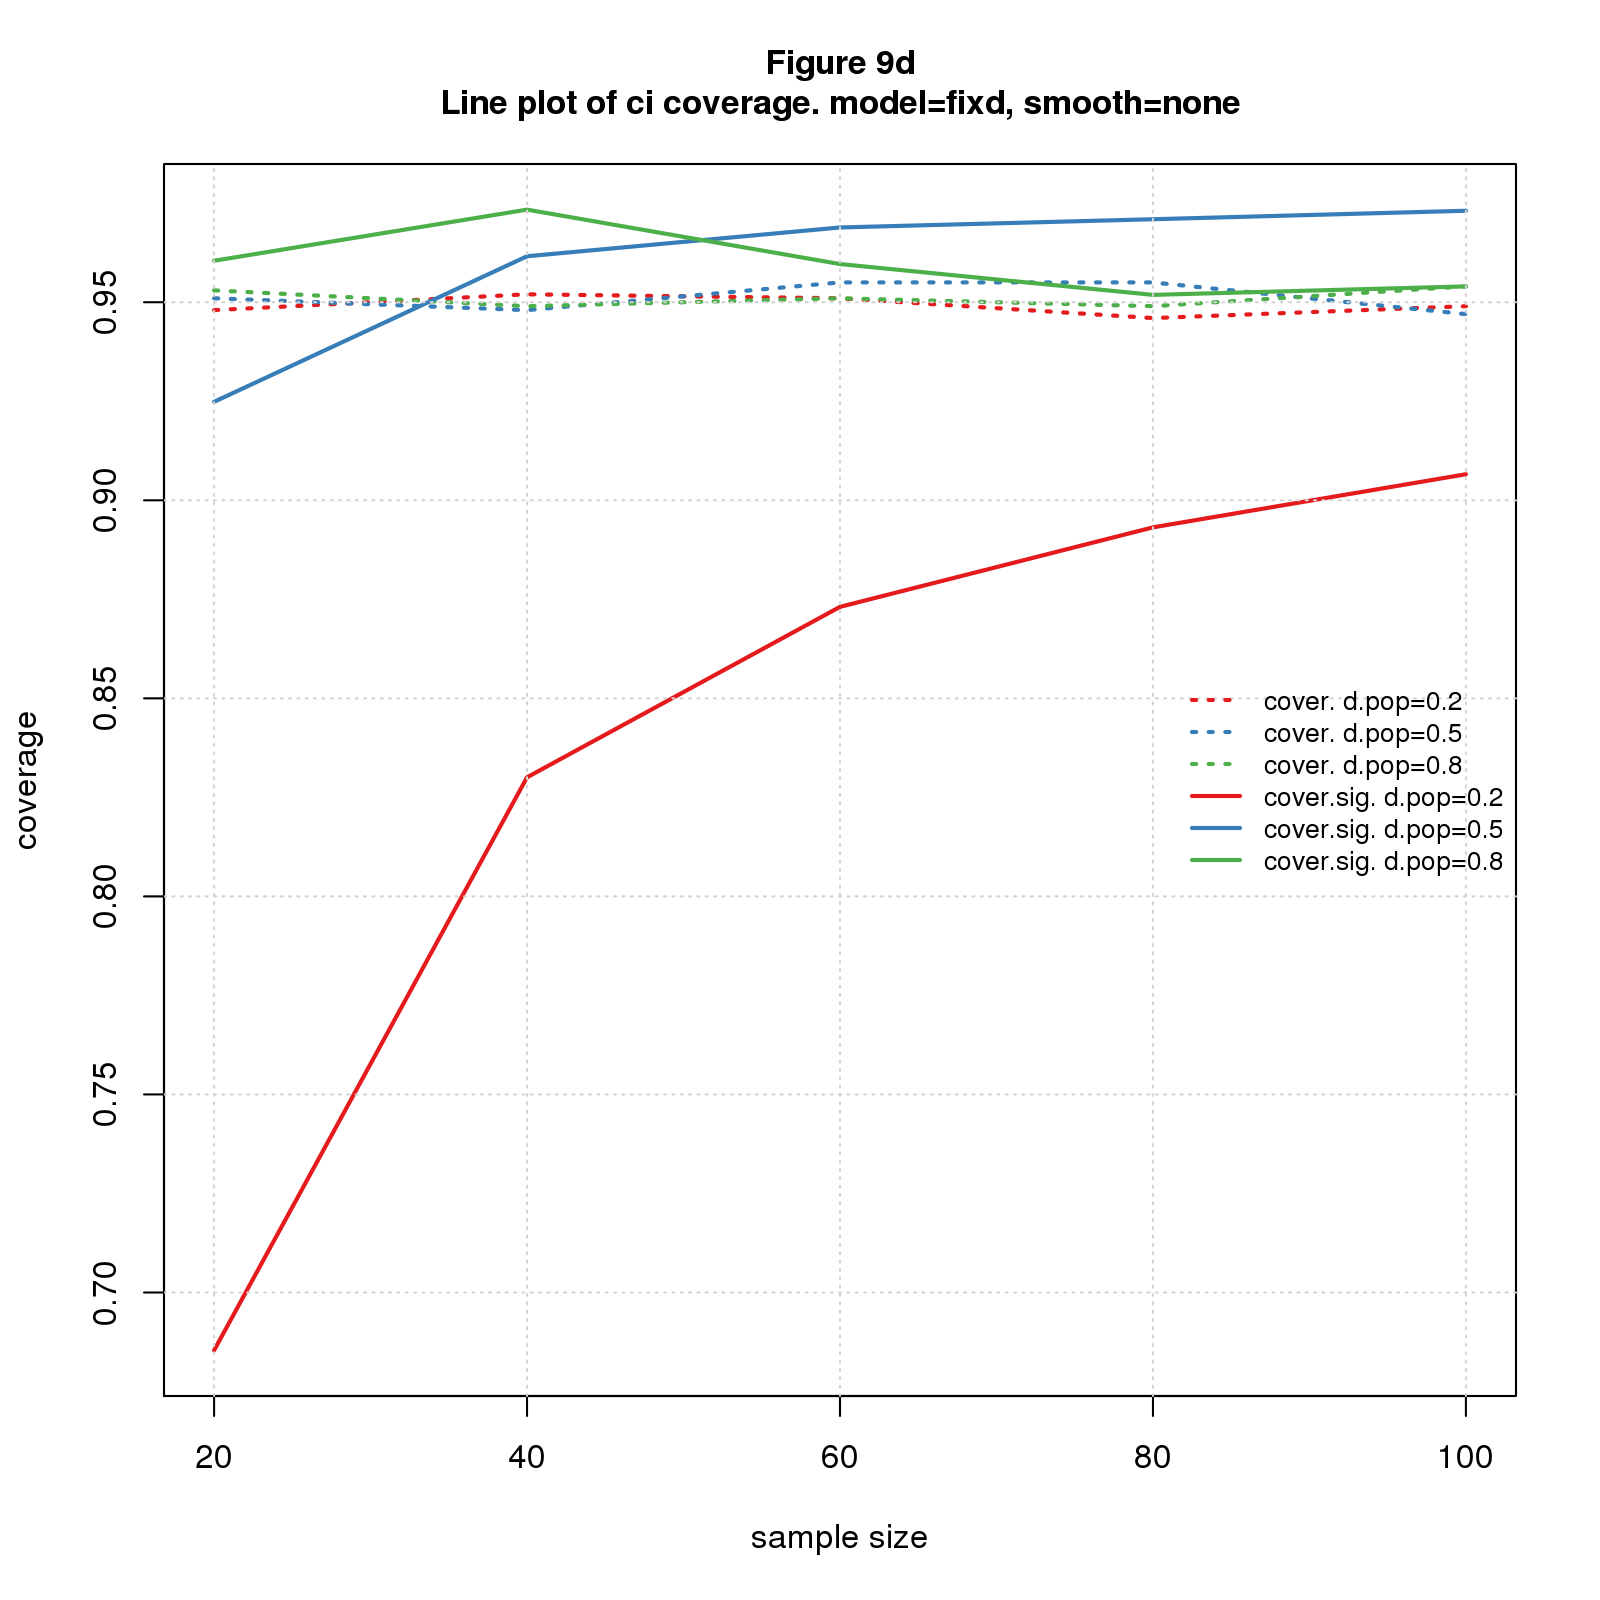 Figure 9d
Line plot of ci coverage. model=fixd, smooth=none
coverage
0.95
0.90
0.85
0.80
0.75
0.70
cover. d.pop=0.2
cover. d.pop=0.5
cover. d.pop=0.8
cover.sig. d.pop=0.2
cover.sig. d.pop=0.5
cover.sig. d.pop=0.8
20 40 60 80 100
sample size